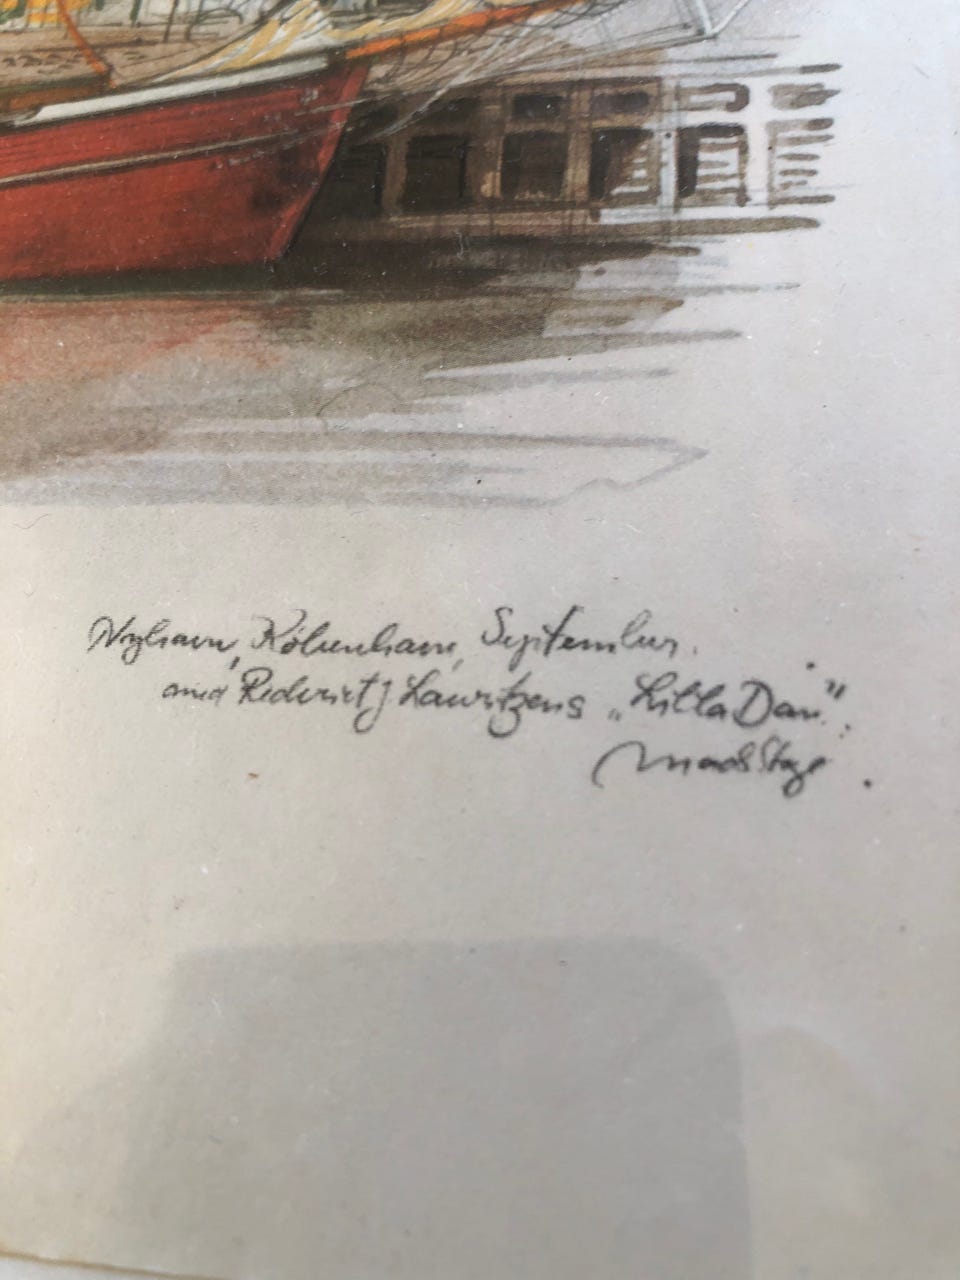 Nyhavn, København, September.
med Rederiet J Lauritzens „Lilla Dan".
Mads Stage